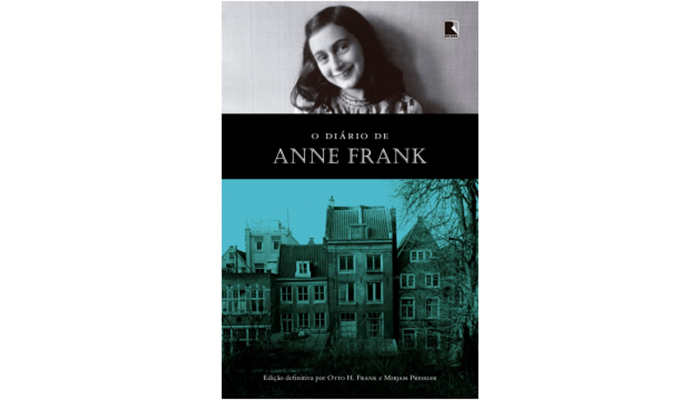 O DIÁRIO DE
ANNE FRANK
Edição definitiva por OTTO H. FRANK e MIRJAM PRESSLER